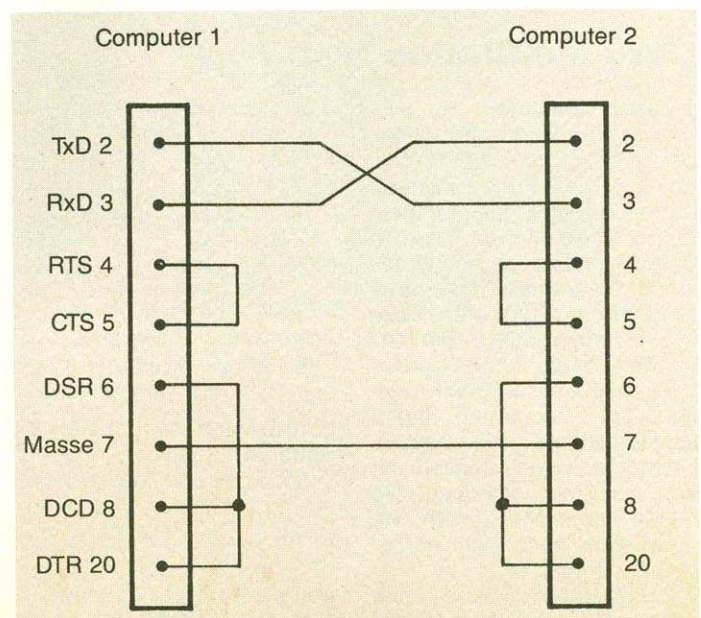 Computer 1 Computer 2
TxD 2 2
RxD 3 3
RTS 4 4
CTS 5 5
DSR 6 6
Masse 7 7
DCD 8 8
DTR 20 20